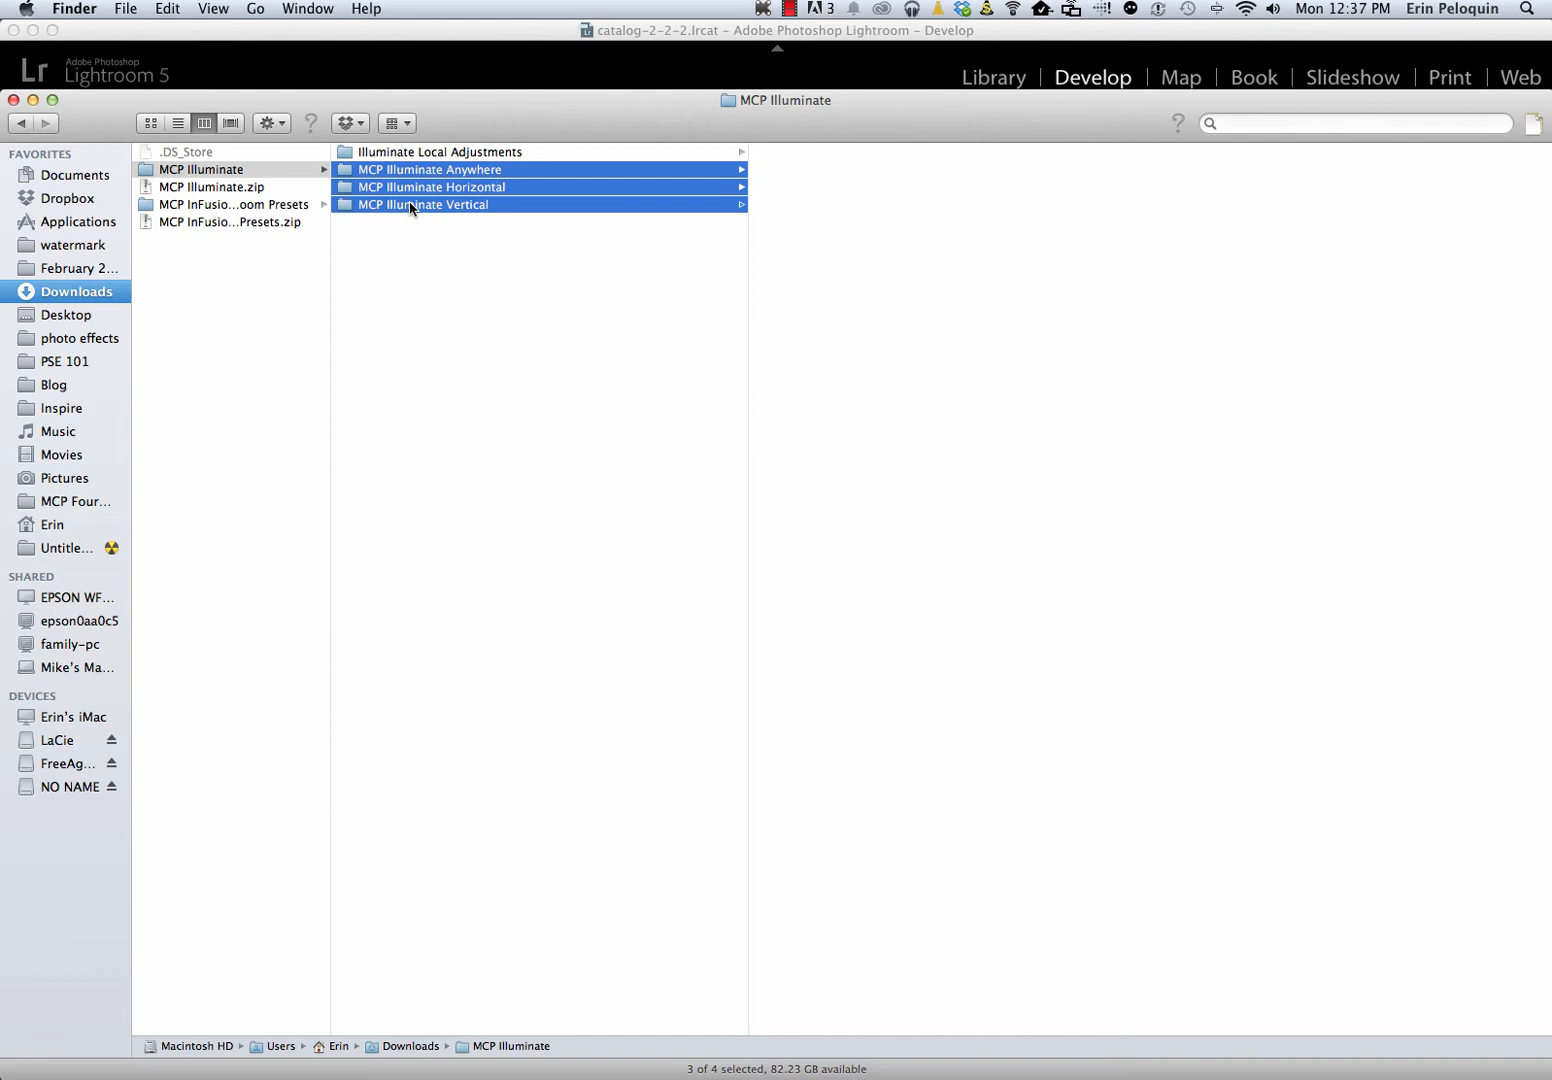 Finder File Edit View Go Window Help 3 Mon 12:37 PM Erin Peloquin
catalog-2-2-2.lrcat – Adobe Photoshop Lightroom – Develop
Lr Adobe Photoshop
Lightroom 5
Library | Develop | Map | Book | Slideshow | Print | Web
MCP Illuminate
FAVORITES
Documents
Dropbox
Applications
watermark
February 2...
Downloads
Desktop
photo effects
PSE 101
Blog
Inspire
Music
Movies
Pictures
MCP Four...
Erin
Untitle...
SHARED
EPSON WF...
epson0aa0c5
family-pc
Mike's Ma...
DEVICES
Erin's iMac
LaCie
FreeAg...
NO NAME
.DS_Store
MCP Illuminate
MCP Illuminate.zip
MCP InFusio...oom Presets
MCP InFusio...Presets.zip
Illuminate Local Adjustments
MCP Illuminate Anywhere
MCP Illuminate Horizontal
MCP Illuminate Vertical
Macintosh HD Users Erin Downloads MCP Illuminate
3 of 4 selected, 82.23 GB available